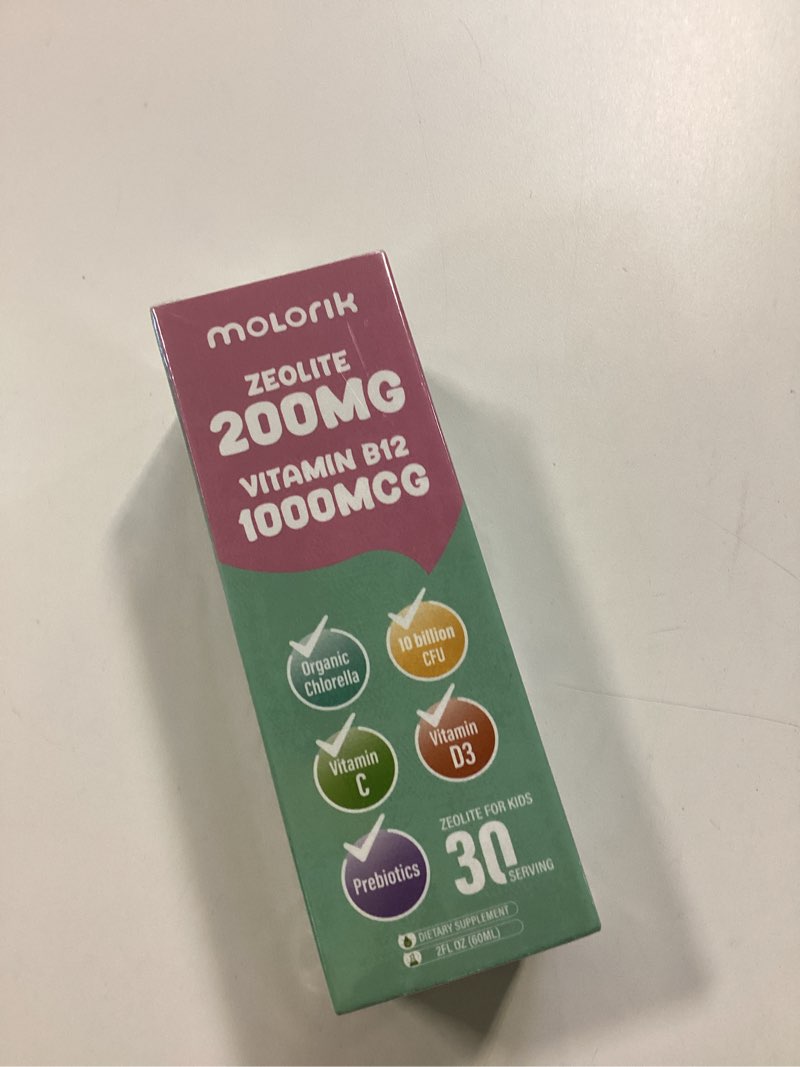 moLorik
ZEOLITE
200MG
VITAMIN B12
1000MCG
Organic
Chlorella
10 billion
CFU
Vitamin
C
Vitamin
D3
Prebiotics
ZEOLITE FOR KIDS
30
SERVING
DIETARY SUPPLEMENT
2FL OZ (60ML)